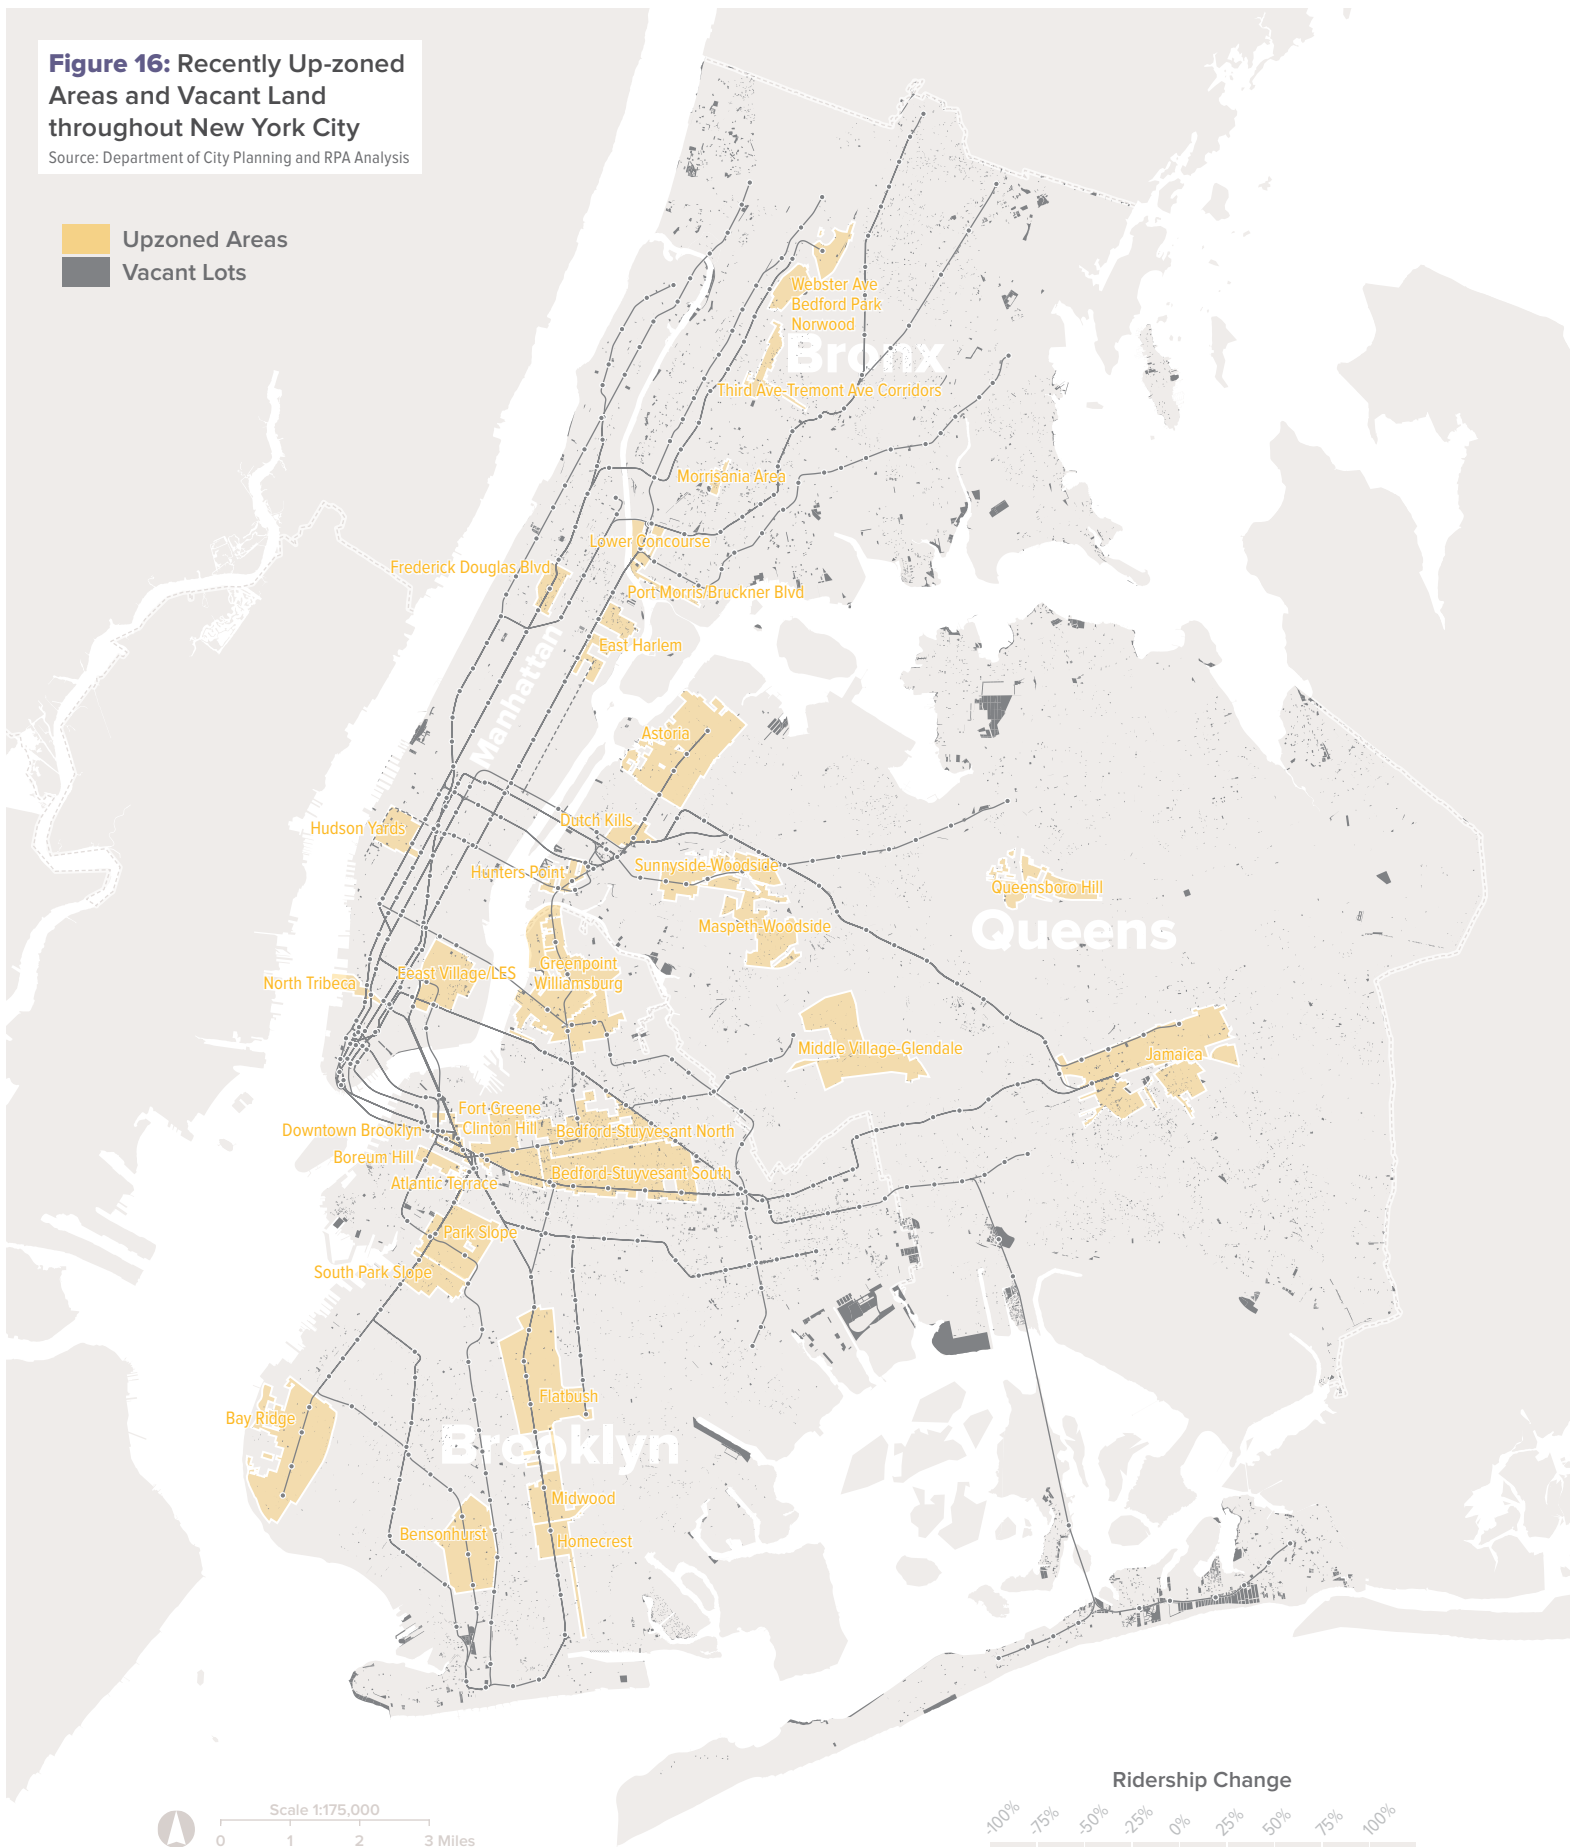 Figure 16: Recently Up-zoned
Areas and Vacant Land
throughout New York City
Source: Department of City Planning and RPA Analysis
Upzoned Areas
Vacant Lots
Webster Ave
Bedford Park
Norwood
Bronx
Third Ave-Tremont Ave Corridors
Morrisania Area
Lower Concourse
Frederick Douglas Blvd
Port Morris/Bruckner Blvd
East Harlem
Manhattan
Astoria
Hudson Yards
Dutch Kills
Hunters Point
Sunnyside-Woodside
Queensboro Hill
Maspeth-Woodside
Queens
North Tribeca
Eeast Village/LES
Greenpoint
Williamsburg
Middle Village-Glendale
Jamaica
Fort Greene
Clinton Hill
Downtown Brooklyn
Bedford-Stuyvesant North
Boreum Hill
Bedford-Stuyvesant South
Atlantic Terrace
Park Slope
South Park Slope
Flatbush
Bay Ridge
Brooklyn
Midwood
Bensonhurst
Homecrest
Ridership Change
-100% -75% -50% -25% 0% 25% 50% 75% 100%
Scale 1:175,000
0 1 2 3 Miles